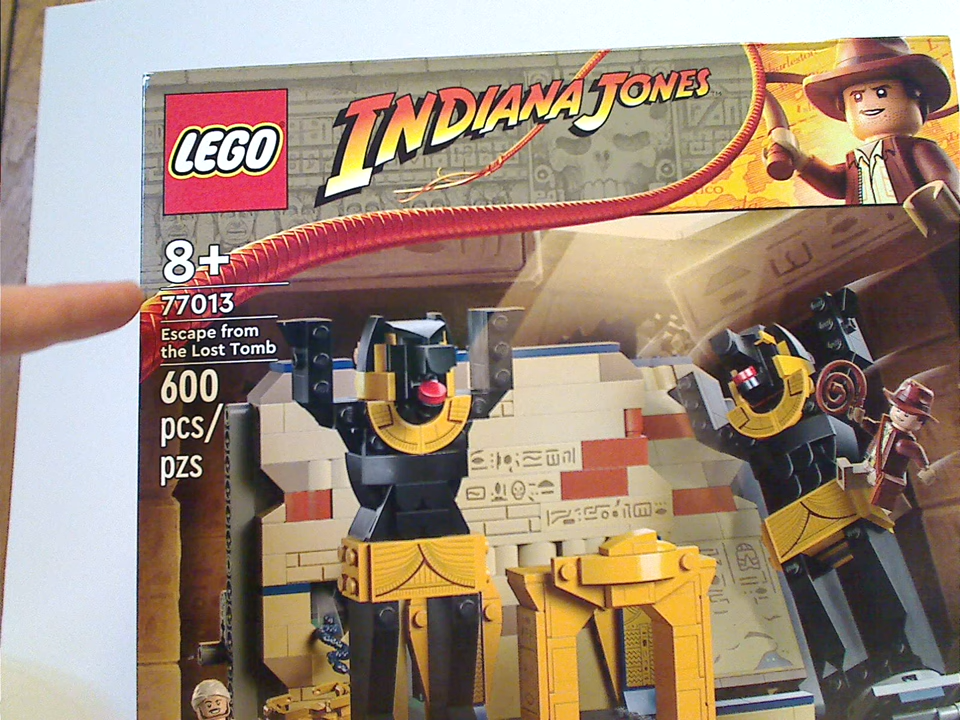 LEGO
INDIANA JONES
8+
77013
Escape from
the Lost Tomb
600
pcs/
pzs